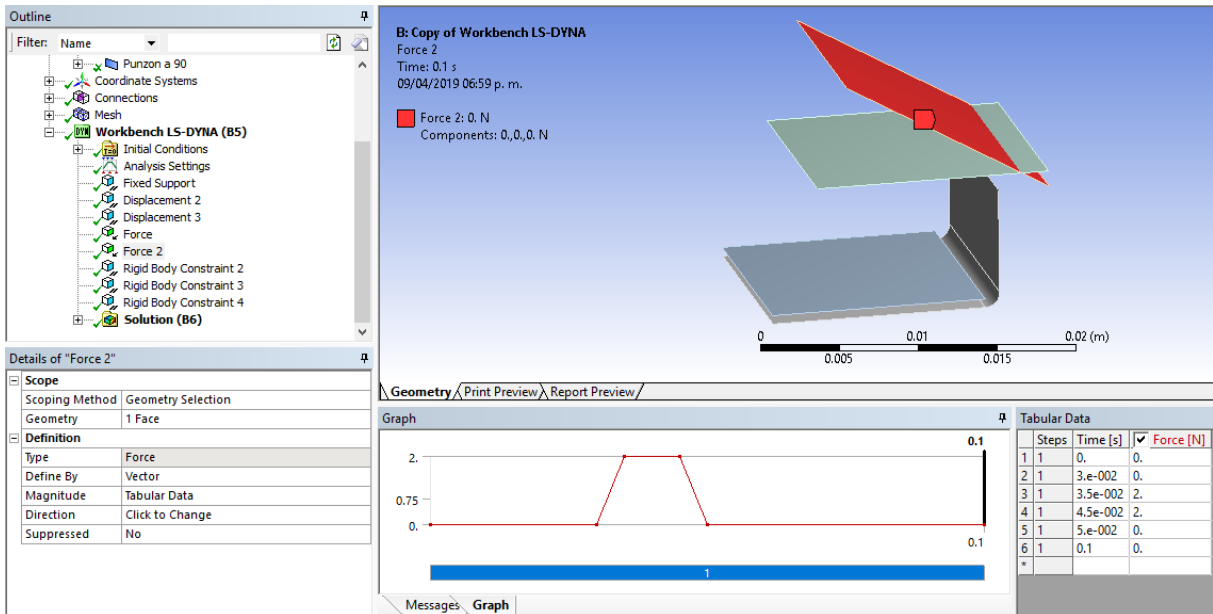 Outline
Filter: Name
Punzon a 90
Coordinate Systems
Connections
Mesh
Workbench LS-DYNA (B5)
Initial Conditions
Analysis Settings
Fixed Support
Displacement 2
Displacement 3
Force
Force 2
Rigid Body Constraint 2
Rigid Body Constraint 3
Rigid Body Constraint 4
Solution (B6)
Details of "Force 2"
Scope
Scoping Method Geometry Selection
Geometry 1 Face
Definition
Type Force
Define By Vector
Magnitude Tabular Data
Direction Click to Change
Suppressed No
B: Copy of Workbench LS-DYNA
Force 2
Time: 0.1 s
09/04/2019 06:59 p. m.
Force 2: 0. N
Components: 0.,0.,0. N
0 0.01 0.02 (m)
0.005 0.015
Geometry Print Preview Report Preview
Graph
0.1
2.
0.75
0.
0.1
1
Messages Graph
Tabular Data
Steps Time [s] Force [N]
1 1 0. 0.
2 1 3.e-002 0.
3 1 3.5e-002 2.
4 1 4.5e-002 2.
5 1 5.e-002 0.
6 1 0.1 0.
*